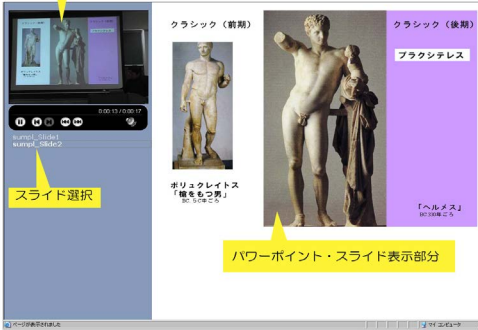 0:00:13 / 0:00:17
sumpl_Slide1
sumpl_Slide2
スライド選択
クラシック（前期）
ポリュクレイトス
「槍をもつ男」
クラシック（後期）
プラクシテレス
「ヘルメス」
パワーポイント・スライド表示部分
ページが表示されました
マイ コンピュータ